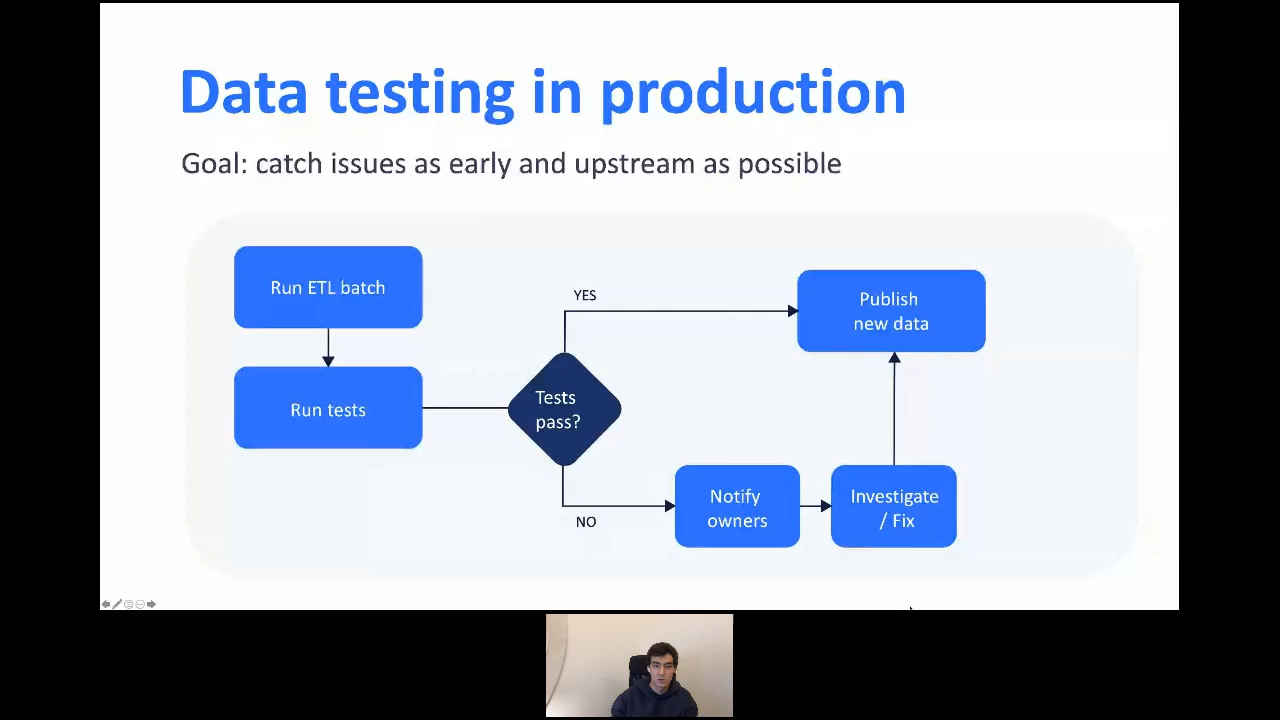 Data testing in production
Goal: catch issues as early and upstream as possible
Run ETL batch
Run tests
Tests
pass?
YES
Publish
new data
NO
Notify
owners
Investigate
/ Fix